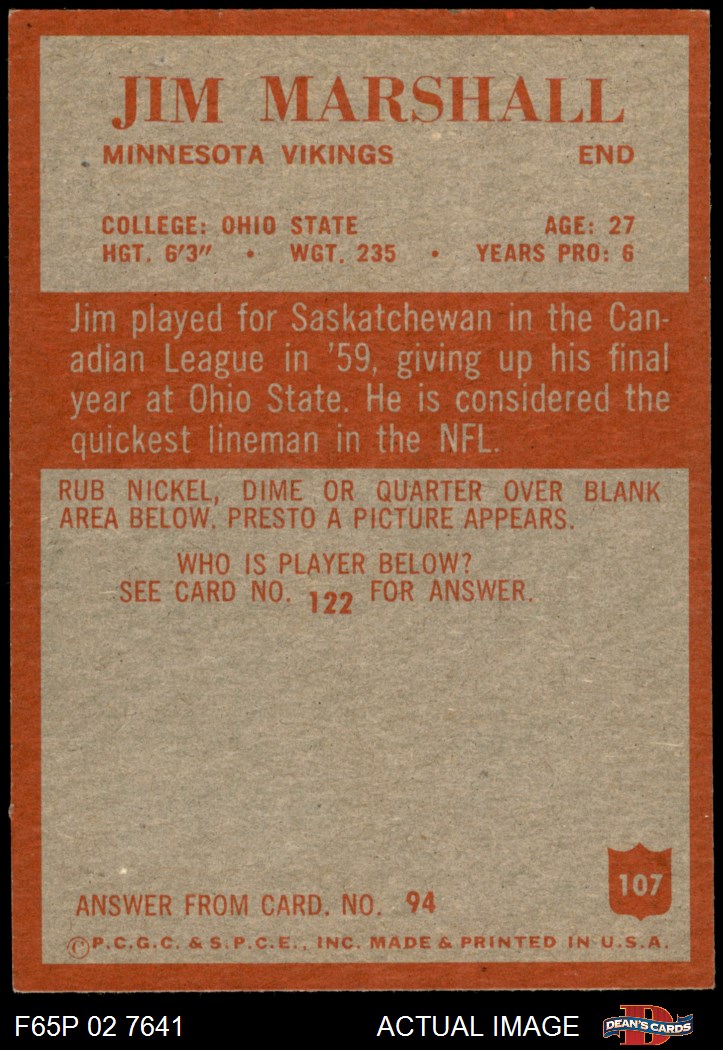 JIM MARSHALL
MINNESOTA VIKINGS END
COLLEGE: OHIO STATE AGE: 27
HGT. 6'3" • WGT. 235 • YEARS PRO: 6
Jim played for Saskatchewan in the Can-
adian League in '59, giving up his final
year at Ohio State. He is considered the
quickest lineman in the NFL.
RUB NICKEL, DIME OR QUARTER OVER BLANK
AREA BELOW. PRESTO A PICTURE APPEARS.
WHO IS PLAYER BELOW?
SEE CARD NO. 122 FOR ANSWER.
107
ANSWER FROM CARD. NO. 94
©P.C.G.C. & S.P.C.E., INC. MADE & PRINTED IN U.S.A.
F65P 02 7641 ACTUAL IMAGE D DEAN'S CARDS